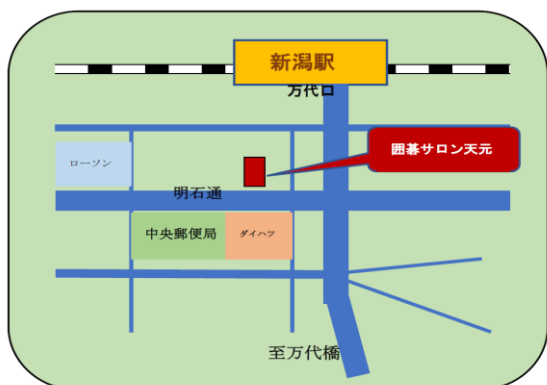 新潟駅
万代口
囲碁サロン天元
ローソン
明石通
中央郵便局
ダイハツ
至万代橋